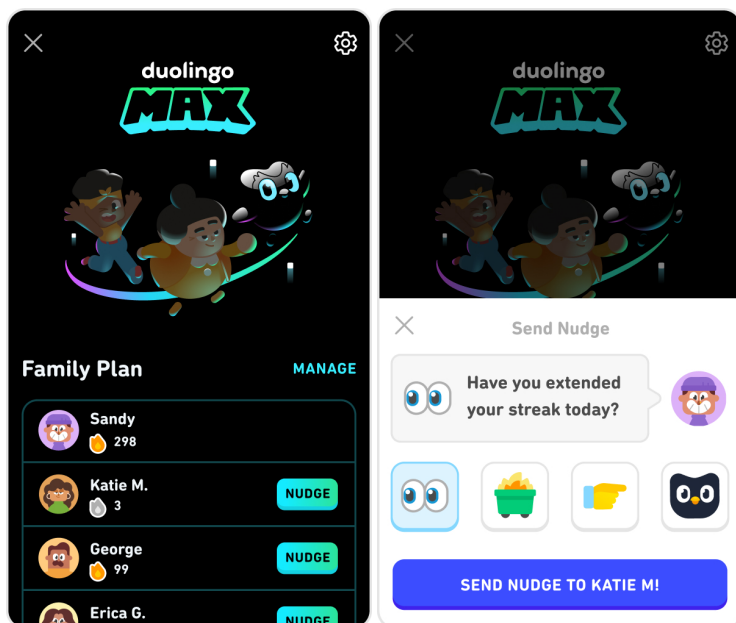 duolingo
MAX
Family Plan
MANAGE
Sandy
298
Katie M.
3
NUDGE
George
99
NUDGE
Erica G.
NUDGE
duolingo
MAX
Send Nudge
Have you extended
your streak today?
SEND NUDGE TO KATIE M!